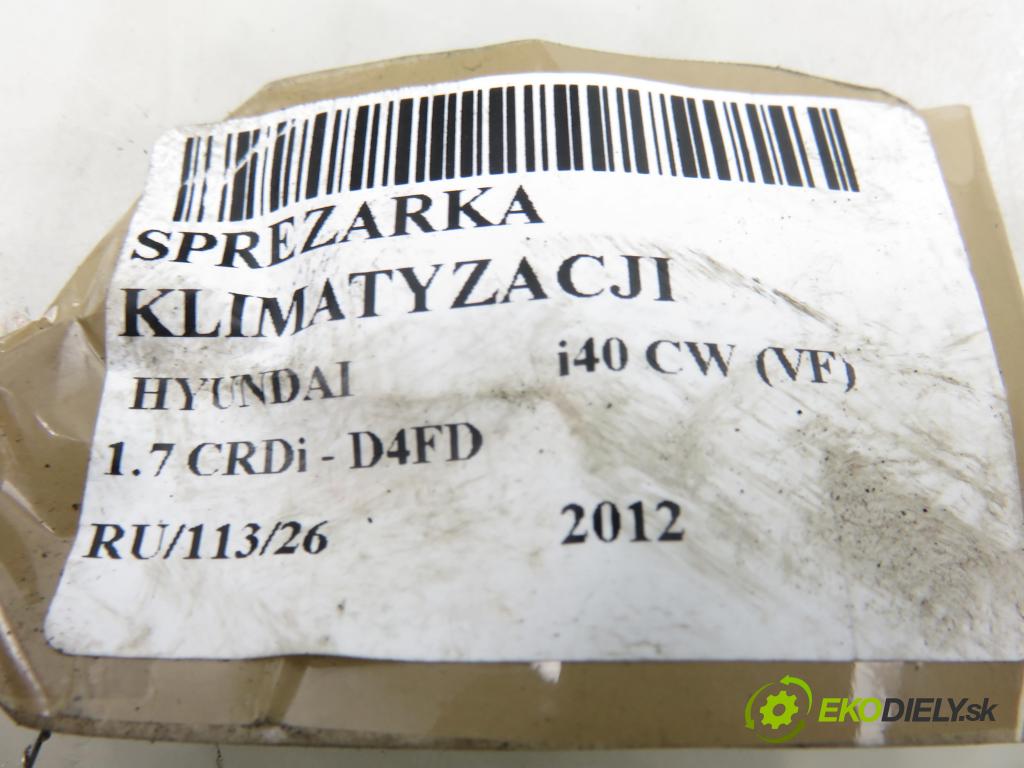 SPREZARKA
KLIMATYZACJI
HYUNDAI i40 CW (VF)
1.7 CRDi - D4FD
RU/113/26 2012
EKODIELY.sk